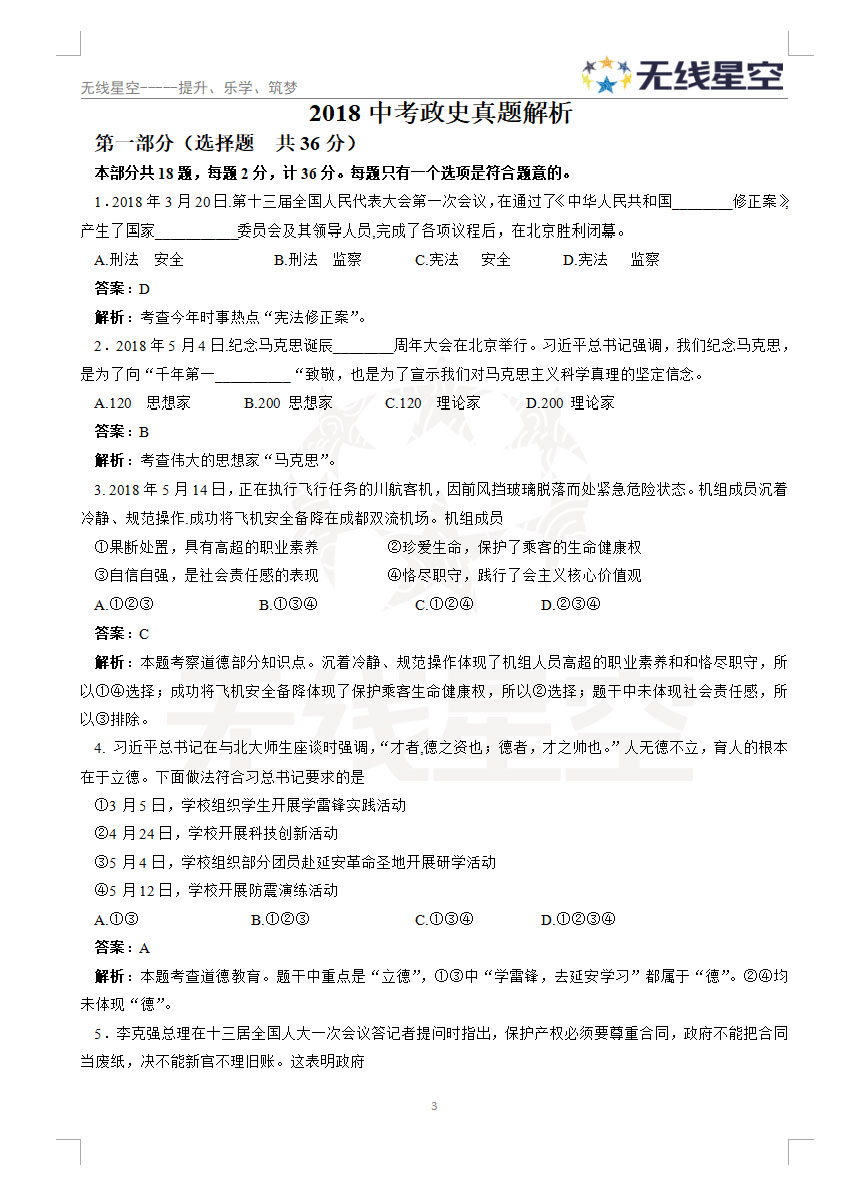 无线星空-----提升、乐学、筑梦
无线星空
2018 中考政史真题解析
第一部分（选择题　共 36 分）
本部分共 18 题，每题 2 分，计 36 分。每题只有一个选项是符合题意的。
1．2018 年 3 月 20 日.第十三届全国人民代表大会第一次会议，在通过了《中华人民共和国________修正案》,
产生了国家___________委员会及其领导人员,完成了各项议程后，在北京胜利闭幕。
A.刑法　安全　　B.刑法　监察　　C.宪法　安全　　D.宪法　监察
答案：D
解析：考查今年时事热点“宪法修正案”。
2．2018 年 5 月 4 日.纪念马克思诞辰________周年大会在北京举行。习近平总书记强调，我们纪念马克思，
是为了向“千年第一__________“致敬，也是为了宣示我们对马克思主义科学真理的坚定信念。
A.120　思想家　　B.200 思想家　　C.120　理论家　　D.200 理论家
答案：B
解析：考查伟大的思想家“马克思”。
3. 2018 年 5 月 14 日，正在执行飞行任务的川航客机，因前风挡玻璃脱落而处紧急危险状态。机组成员沉着
冷静、规范操作.成功将飞机安全备降在成都双流机场。机组成员
①果断处置，具有高超的职业素养　　②珍爱生命，保护了乘客的生命健康权
③自信自强，是社会责任感的表现　　④恪尽职守，践行了会主义核心价值观
A.①②③　　B.①③④　　C.①②④　　D.②③④
答案：C
解析：本题考察道德部分知识点。沉着冷静、规范操作体现了机组人员高超的职业素养和和恪尽职守，所
以①④选择；成功将飞机安全备降体现了保护乘客生命健康权，所以②选择；题干中未体现社会责任感，所
以③排除。
无线星空
4. 习近平总书记在与北大师生座谈时强调，“才者,德之资也；德者，才之帅也。”人无德不立，育人的根本
在于立德。下面做法符合习总书记要求的是
①3 月 5 日，学校组织学生开展学雷锋实践活动
②4 月 24 日，学校开展科技创新活动
③5 月 4 日，学校组织部分团员赴延安革命圣地开展研学活动
④5 月 12 日，学校开展防震演练活动
A.①③　　B.①②③　　C.①③④　　D.①②③④
答案：A
解析：本题考查道德教育。题干中重点是“立德”，①③中“学雷锋，去延安学习”都属于“德”。②④均
未体现“德”。
5．李克强总理在十三届全国人大一次会议答记者提问时指出，保护产权必须要尊重合同，政府不能把合同
当废纸，决不能新官不理旧账。这表明政府
3